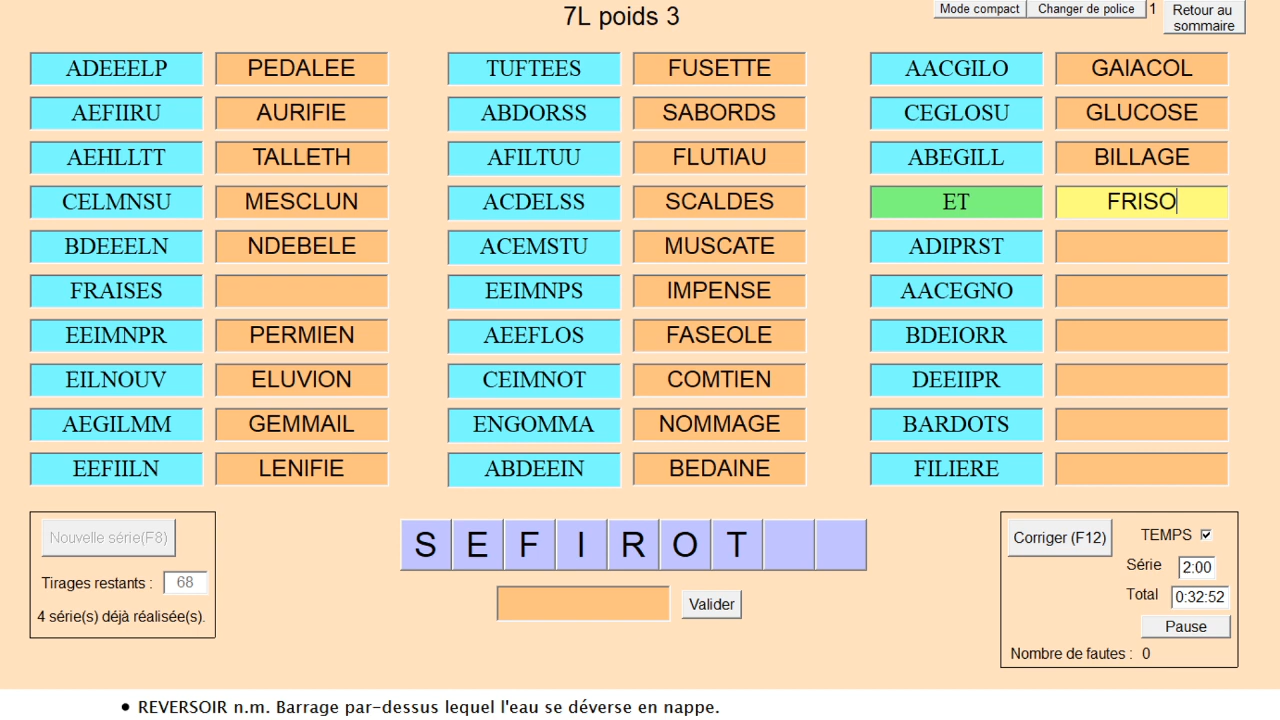 7L poids 3
Mode compact Changer de police 1 Retour au sommaire
ADEEELP PEDALEE TUFTEES FUSETTE AACGILO GAIACOL
AEFIIRU AURIFIE ABDORSS SABORDS CEGLOSU GLUCOSE
AEHLLTT TALLETH AFILTUU FLUTIAU ABEGILL BILLAGE
CELMNSU MESCLUN ACDELSS SCALDES ET FRISO
BDEEELN NDEBELE ACEMSTU MUSCATE ADIPRST
FRAISES EEIMNPS IMPENSE AACEGNO
EEIMNPR PERMIEN AEEFLOS FASEOLE BDEIORR
EILNOUV ELUVION CEIMNOT COMTIEN DEEIIPR
AEGILMM GEMMAIL ENGOMMA NOMMAGE BARDOTS
EEFIILN LENIFIE ABDEEIN BEDAINE FILIERE
Nouvelle série(F8)
Tirages restants : 68
4 série(s) déjà réalisée(s).
S E F I R O T
Valider
Corriger (F12) TEMPS
Série 2:00
Total 0:32:52
Pause
Nombre de fautes : 0
• REVERSOIR n.m. Barrage par-dessus lequel l'eau se déverse en nappe.